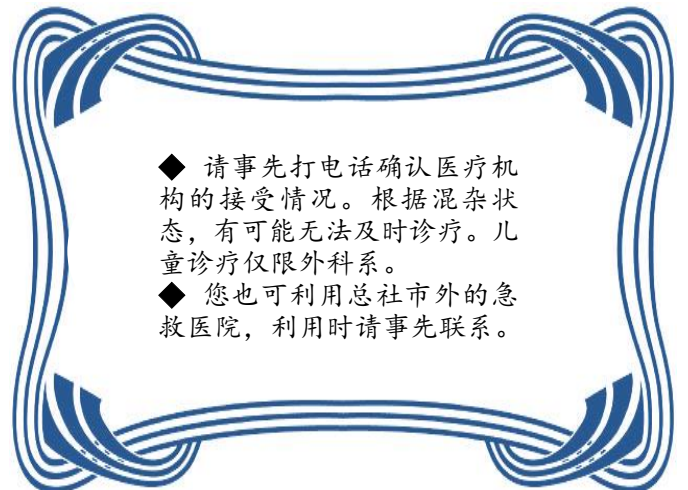 ◆ 请事先打电话确认医疗机
构的接受情况。根据混杂状
态，有可能无法及时诊疗。儿
童诊疗仅限外科系。
◆ 您也可利用总社市外的急
救医院，利用时请事先联系。